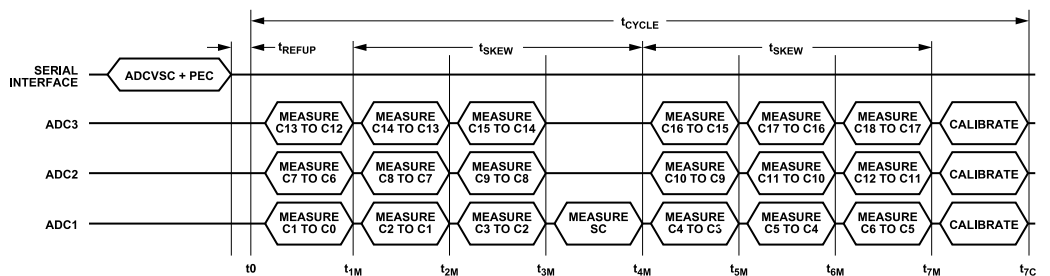 tCYCLE
tREFUP
tSKEW
tSKEW
SERIAL
INTERFACE
ADCVSC + PEC
ADC3
MEASURE
C13 TO C12
MEASURE
C14 TO C13
MEASURE
C15 TO C14
MEASURE
C16 TO C15
MEASURE
C17 TO C16
MEASURE
C18 TO C17
CALIBRATE
ADC2
MEASURE
C7 TO C6
MEASURE
C8 TO C7
MEASURE
C9 TO C8
MEASURE
C10 TO C9
MEASURE
C11 TO C10
MEASURE
C12 TO C11
CALIBRATE
ADC1
MEASURE
C1 TO C0
MEASURE
C2 TO C1
MEASURE
C3 TO C2
MEASURE
SC
MEASURE
C4 TO C3
MEASURE
C5 TO C4
MEASURE
C6 TO C5
CALIBRATE
t0
t1M
t2M
t3M
t4M
t5M
t6M
t7M
t7C